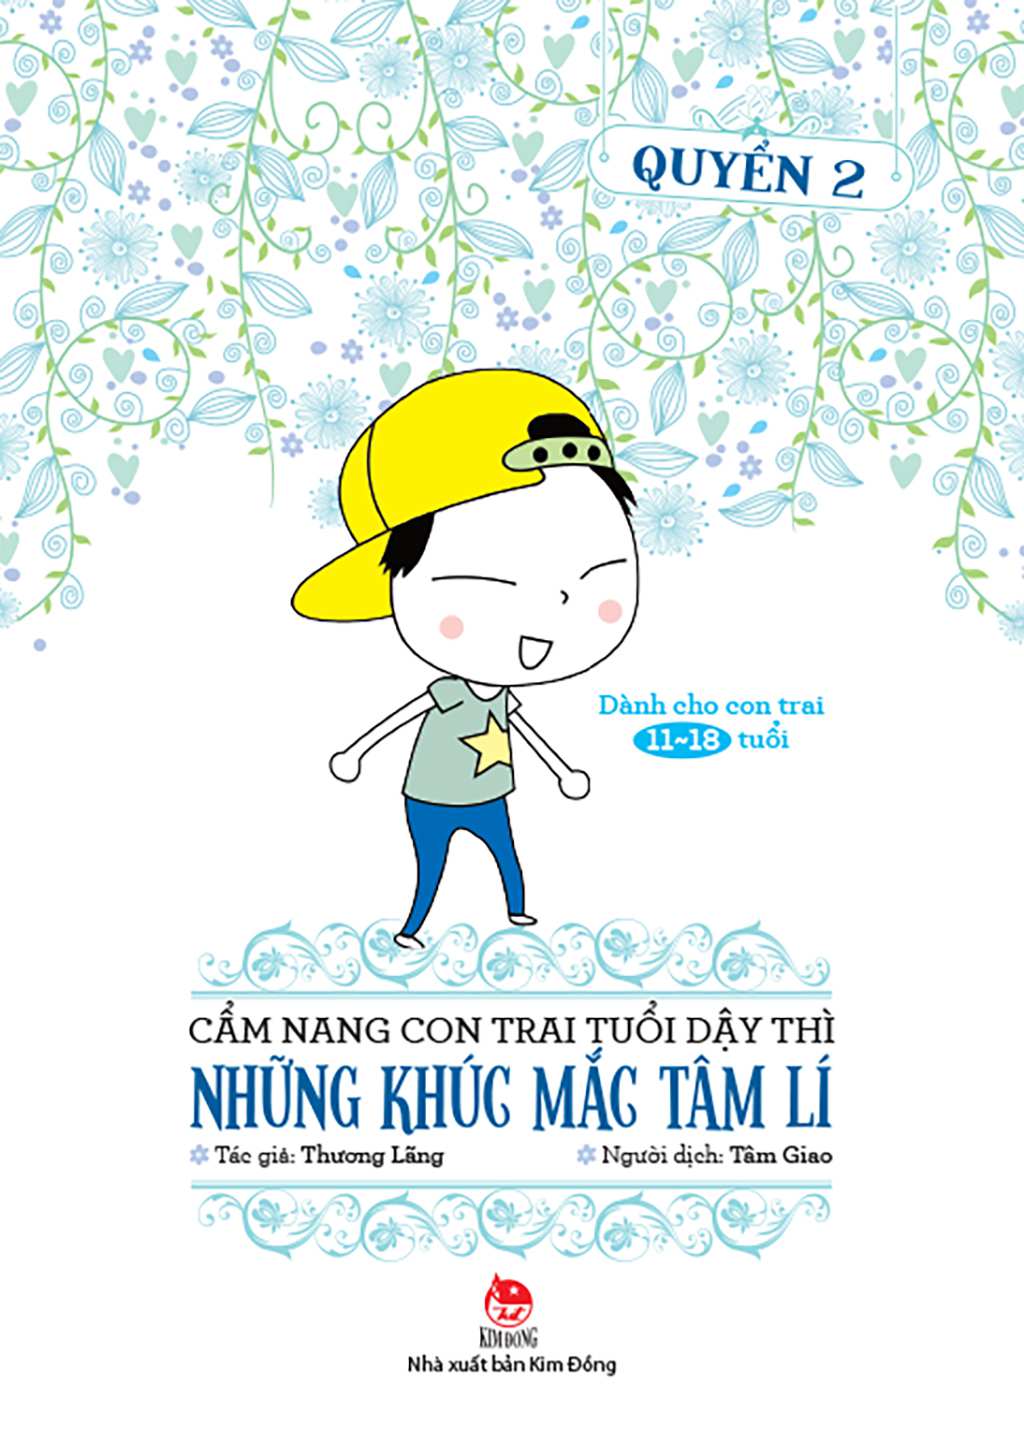 QUYỂN 2
Dành cho con trai
11~18 tuổi
CẨM NANG CON TRAI TUỔI DẬY THÌ
NHỮNG KHÚC MẮC TÂM LÍ
Tác giả: Thương Lãng
Người dịch: Tâm Giao
KIM ĐỒNG
Nhà xuất bản Kim Đồng